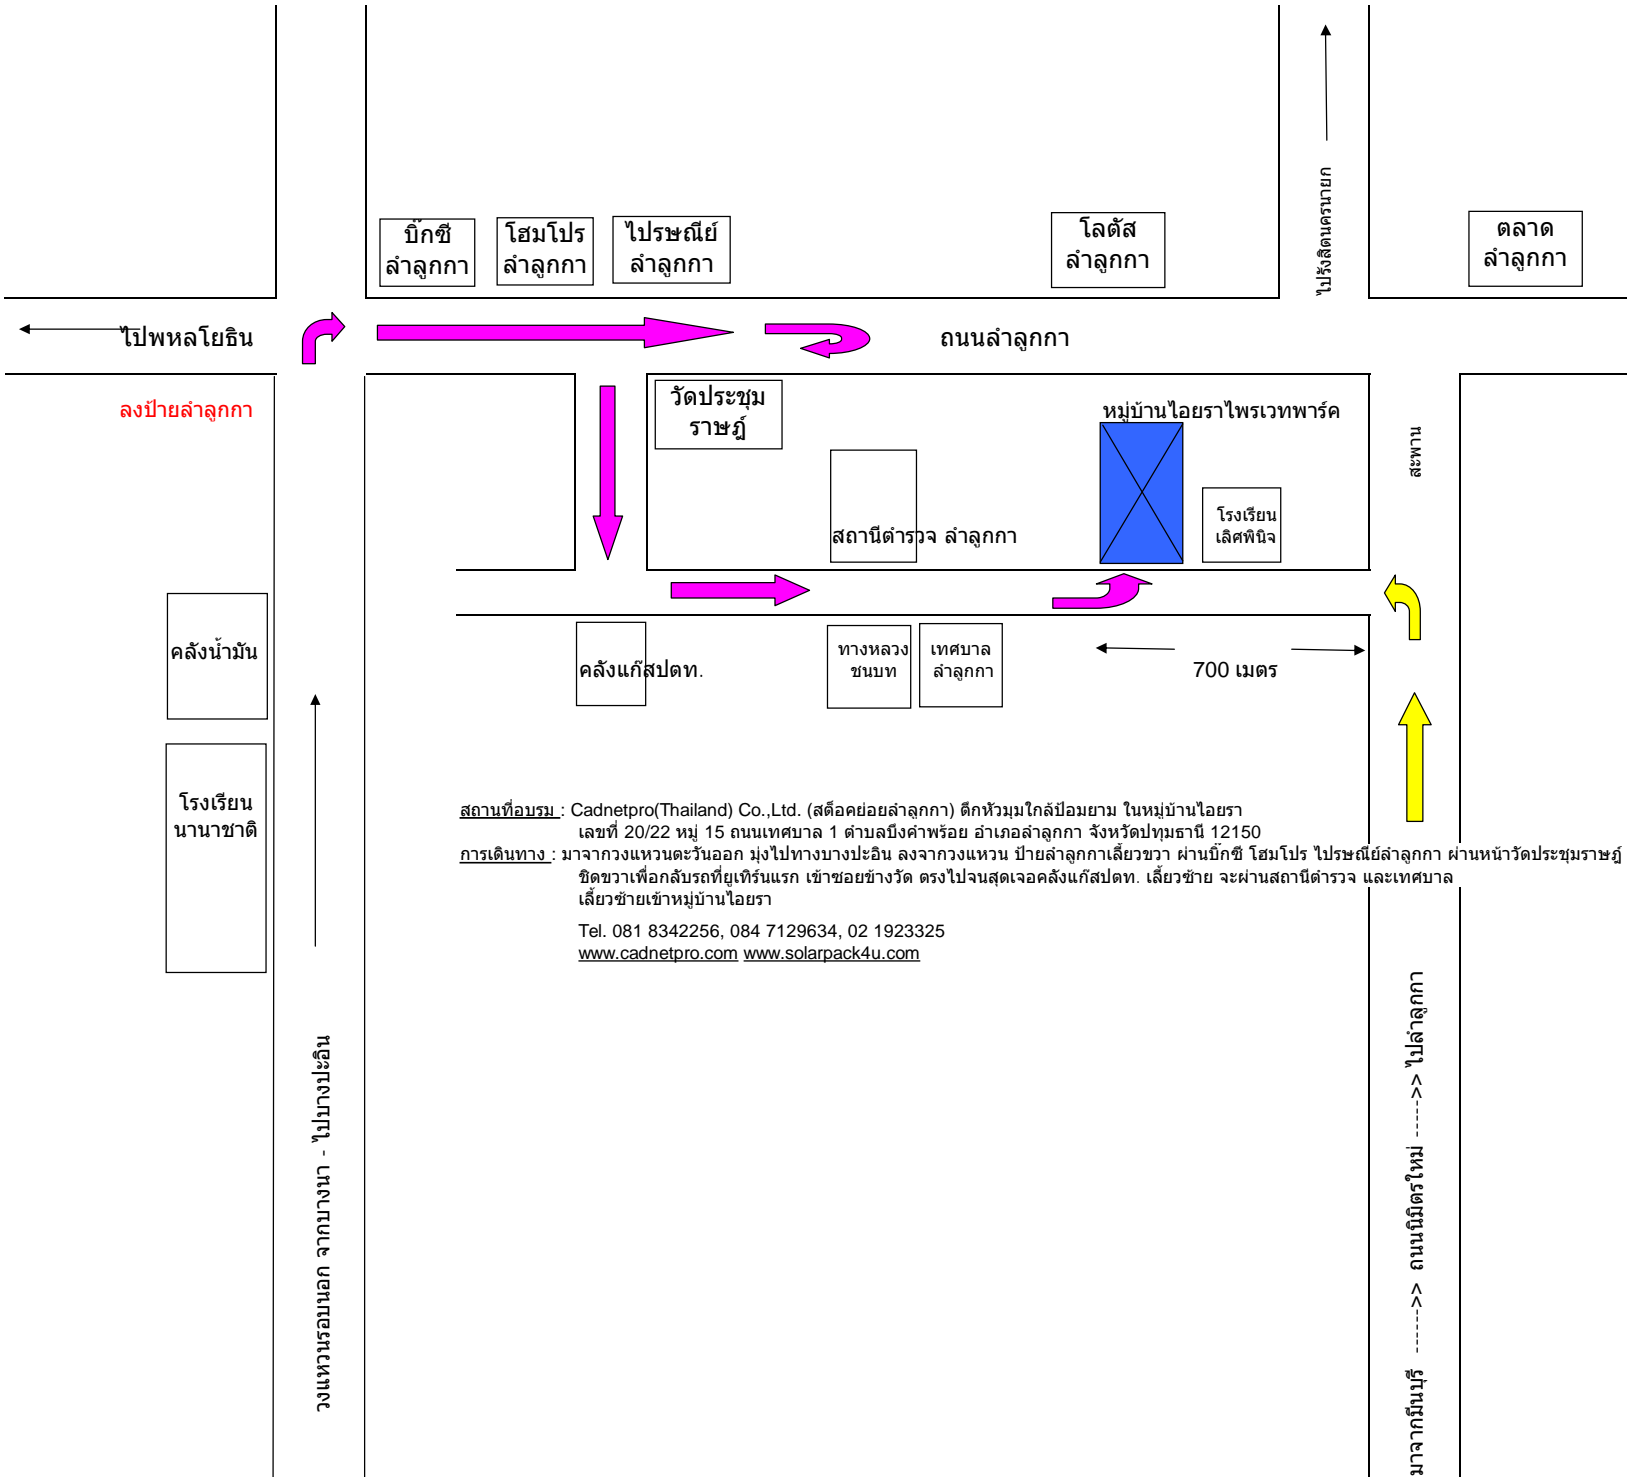 ไปรังสิตนครนายก
บิ๊กซี
ลำลูกกา
โฮมโปร
ลำลูกกา
ไปรษณีย์
ลำลูกกา
โลตัส
ลำลูกกา
ตลาด
ลำลูกกา
ไปพหลโยธิน
ถนนลำลูกกา
ลงป้ายลำลูกกา
วัดประชุม
ราษฎ์
หมู่บ้านไอยราไพรเวทพาร์ค
สะพาน
สถานีตำรวจ ลำลูกกา
โรงเรียน
เลิศพินิจ
คลังน้ำมัน
คลังแก๊สปตท.
ทางหลวง
ชนบท
เทศบาล
ลำลูกกา
700 เมตร
โรงเรียน
นานาชาติ
สถานที่อบรม : Cadnetpro(Thailand) Co.,Ltd. (สต็อคย่อยลำลูกกา) ตึกหัวมุมใกล้ป้อมยาม ในหมู่บ้านไอยรา
เลขที่ 20/22 หมู่ 15 ถนนเทศบาล 1 ตำบลบึงคำพร้อย อำเภอลำลูกกา จังหวัดปทุมธานี 12150
การเดินทาง : มาจากวงแหวนตะวันออก มุ่งไปทางบางปะอิน ลงจากวงแหวน ป้ายลำลูกกาเลี้ยวขวา ผ่านบิ๊กซี โฮมโปร ไปรษณีย์ลำลูกกา ผ่านหน้าวัดประชุมราษฎ์
ชิดขวาเพื่อกลับรถที่ยูเทิร์นแรก เข้าซอยข้างวัด ตรงไปจนสุดเจอคลังแก๊สปตท. เลี้ยวซ้าย จะผ่านสถานีตำรวจ และเทศบาล
เลี้ยวซ้ายเข้าหมู่บ้านไอยรา
Tel. 081 8342256, 084 7129634, 02 1923325
www.cadnetpro.com www.solarpack4u.com
วงแหวนรอบนอก จากบางนา - ไปบางปะอิน
มาจากมีนบุรี ------>> ถนนนิมิตรใหม่ ----->> ไปลำลูกกา